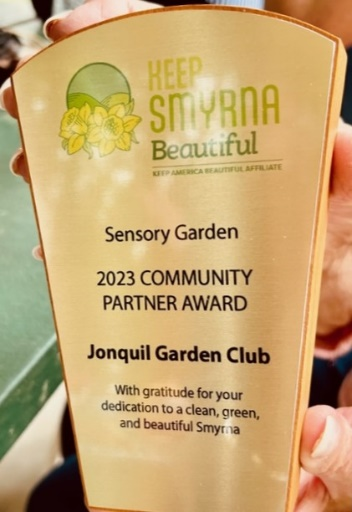 KEEP
SMYRNA
Beautiful
KEEP AMERICA BEAUTIFUL AFFILIATE
Sensory Garden
2023 COMMUNITY
PARTNER AWARD
Jonquil Garden Club
With gratitude for your
dedication to a clean, green,
and beautiful Smyrna